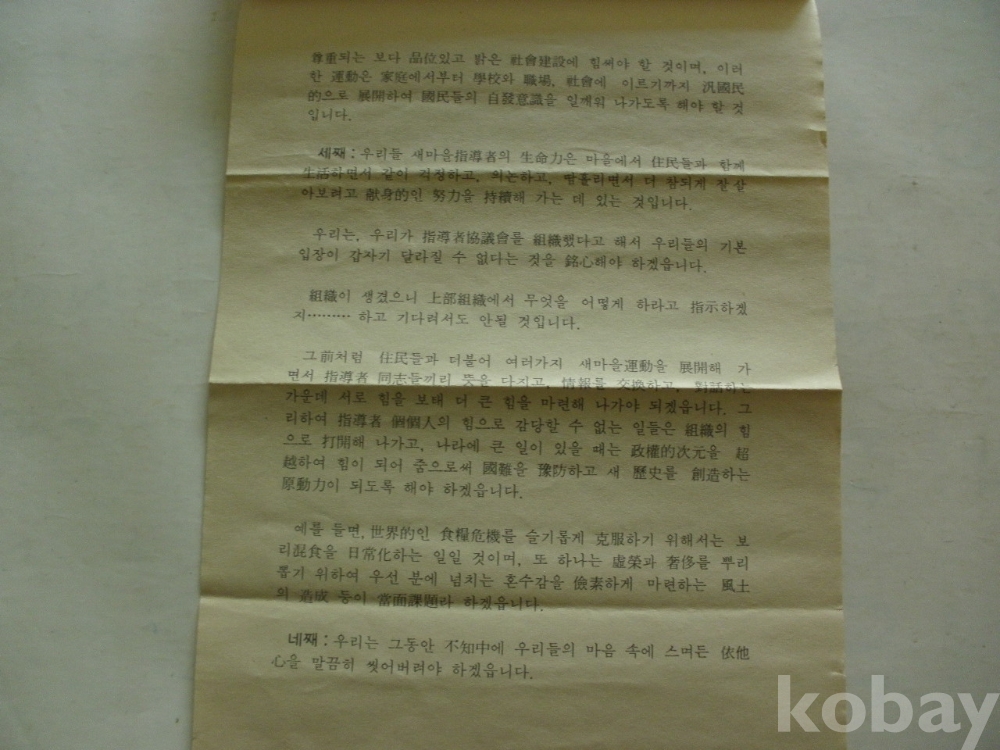 尊重되는 보다 品位있고 밝은 社會建設에 힘써야 할 것이며, 이러
한 運動은 家庭에서부터 學校와 職場, 社會에 이르기까지 汎國民
的으로 展開하여 國民들의 自發意識을 일깨워 나가도록 해야 할 것
입니다.
세째 : 우리들 새마을指導者의 生命力은 마을에서 住民들과 함께
生活하면서 같이 걱정하고, 의논하고, 땀흘리면서 더 참되게 잘 살
아보려고 献身的인 努力을 持續해 가는 데 있는 것입니다.
우리는, 우리가 指導者協議會를 組織했다고 해서 우리들의 기본
입장이 갑자기 달라질 수 없다는 것을 銘心해야 하겠읍니다.
組織이 생겼으니 上部組織에서 무엇을 어떻게 하라고 指示하겠
지……… 하고 기다려서도 안될 것입니다.
그前처럼 住民들과 더불어 여러가지 새마을運動을 展開해 가
면서 指導者 同志들끼리 뜻을 다지고, 情報를 交換하고, 對話하는
가운데 서로 힘을 보태 더 큰 힘을 마련해 나가야 되겠읍니다. 그
리하여 指導者 個個人의 힘으로 감당할 수 없는 일들은 組織의 힘
으로 打開해 나가고, 나라에 큰 일이 있을 때는 政權的次元을 超
越하여 힘이 되어 줌으로써 國難을 豫防하고 새 歷史를 創造하는
原動力이 되도록 해야 하겠읍니다.
예를 들면, 世界的인 食糧危機를 슬기롭게 克服하기 위해서는 보
리混食을 日常化하는 일일 것이며, 또 하나는 虛榮과 奢侈를 뿌리
뽑기 위하여 우선 분에 넘치는 혼수감을 儉素하게 마련하는 風土
의 造成 등이 當面課題라 하겠읍니다.
네째 : 우리는 그동안 不知中에 우리들의 마음 속에 스며든 依他
心을 말끔히 씻어버려야 하겠읍니다.
kobay